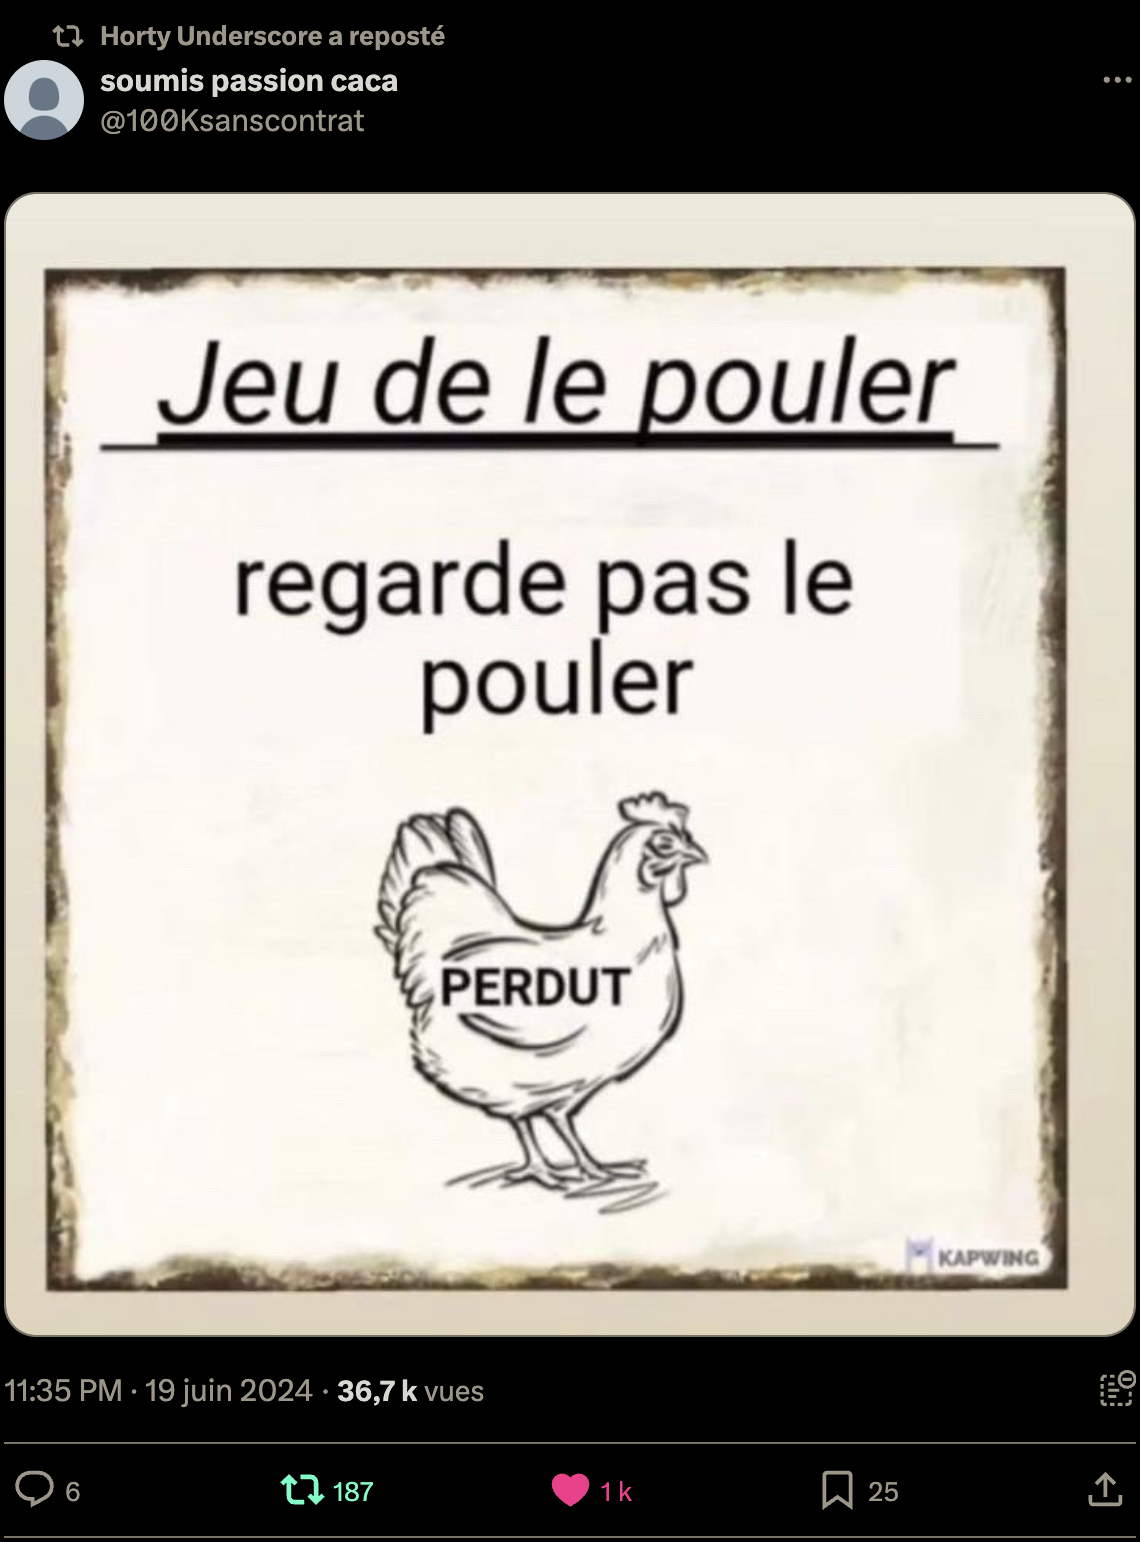 Horty Underscore a reposté
soumis passion caca
@100Ksanscontrat
Jeu de le pouler
regarde pas le
pouler
PERDUT
KAPWING
11:35 PM · 19 juin 2024 · 36,7 k vues
6 187 1 k 25